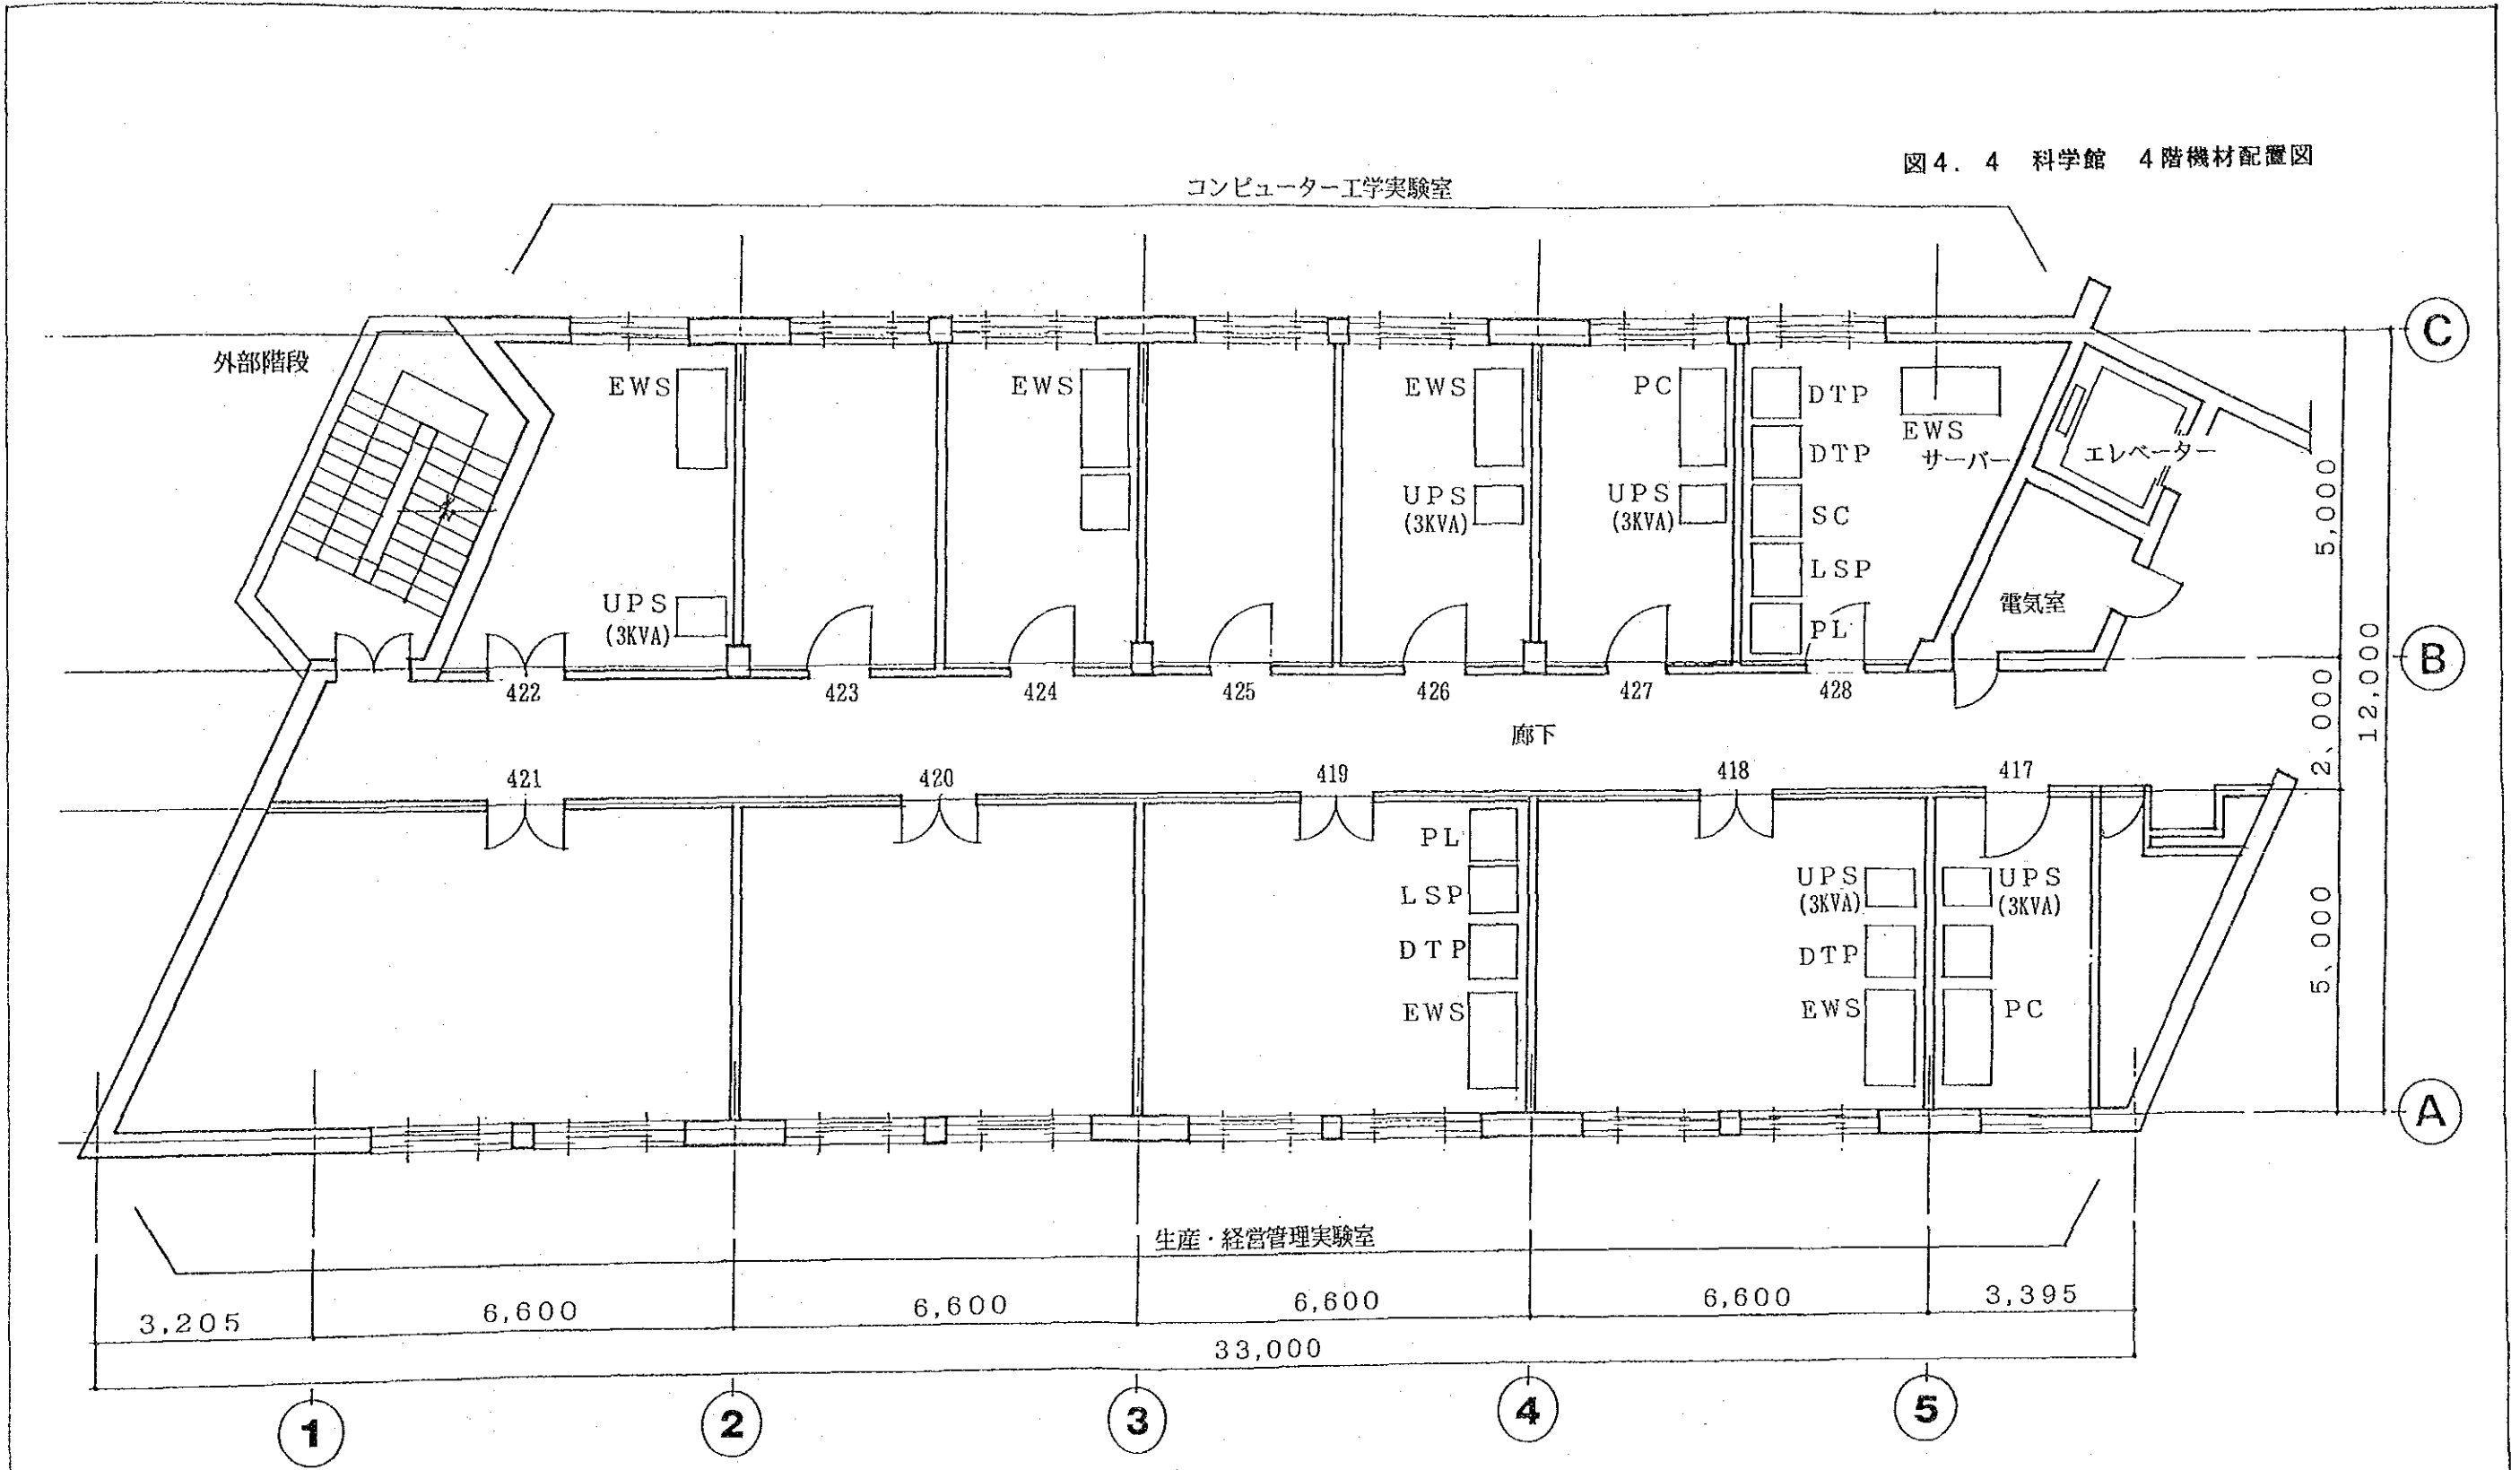 図4.4 科学館 4階機材配置図
コンピューター工学実験室
外部階段
EWS
EWS
EWS
PC
DTP
EWS
サーバー
エレベーター
DTP
UPS
(3KVA)
UPS
(3KVA)
SC
LSP
UPS
(3KVA)
PL
電気室
422
423
424
425
426
427
428
廊下
421
420
419
418
417
PL
LSP
DTP
EWS
UPS
(3KVA)
DTP
EWS
UPS
(3KVA)
PC
C
B
A
5,000
2,000
5,000
12,000
生産・経営管理実験室
3,205
6,600
6,600
6,600
6,600
3,395
33,000
1
2
3
4
5